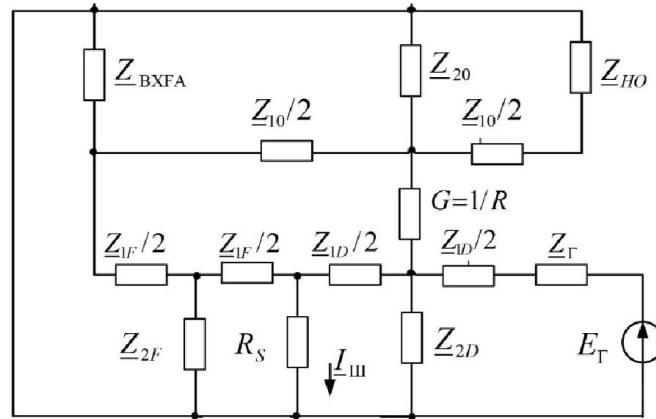 Z_ВХFA
Z_20
Z_HO
Z_10/2
Z_10/2
G=1/R
Z_1F/2
Z_1F/2
Z_1D/2
Z_1D/2
Z_Г
Z_2F
R_S
I_Ш
Z_2D
E_Г